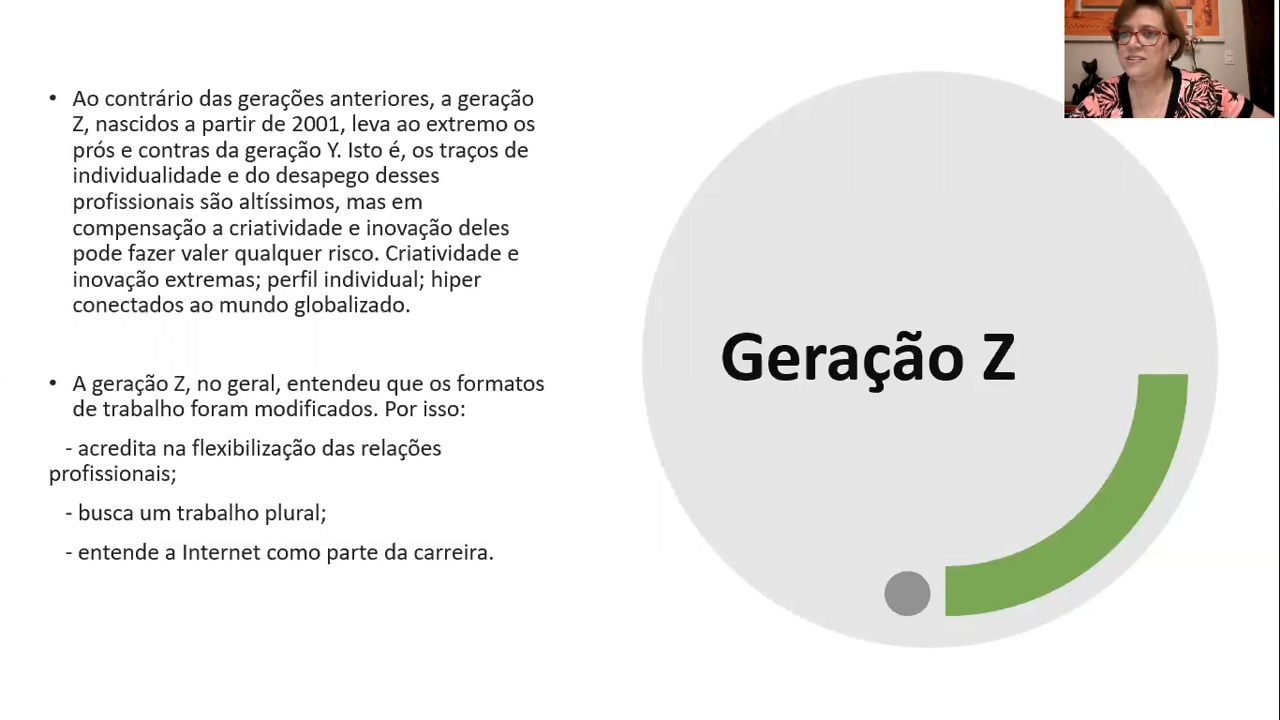 • Ao contrário das gerações anteriores, a geração
Z, nascidos a partir de 2001, leva ao extremo os
prós e contras da geração Y. Isto é, os traços de
individualidade e do desapego desses
profissionais são altíssimos, mas em
compensação a criatividade e inovação deles
pode fazer valer qualquer risco. Criatividade e
inovação extremas; perfil individual; hiper
conectados ao mundo globalizado.
• A geração Z, no geral, entendeu que os formatos
de trabalho foram modificados. Por isso:
- acredita na flexibilização das relações
profissionais;
- busca um trabalho plural;
- entende a Internet como parte da carreira.
Geração Z